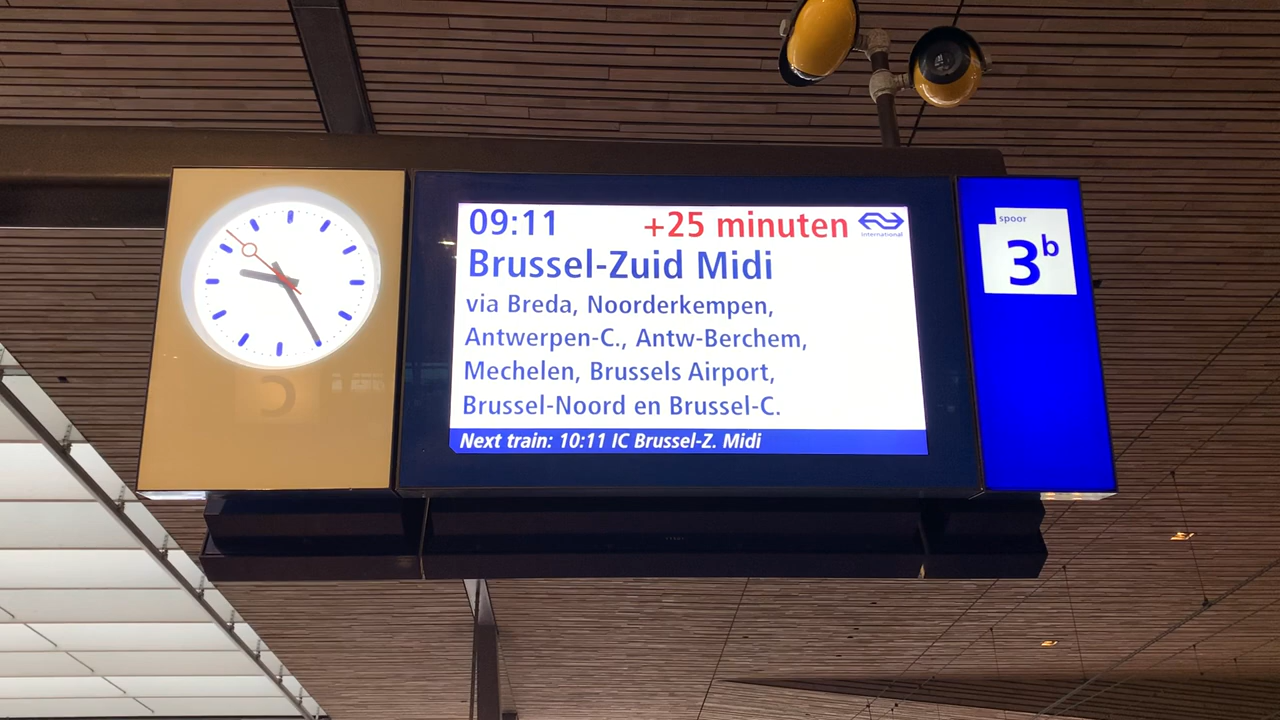 09:11 +25 minuten
international
Brussel-Zuid Midi
via Breda, Noorderkempen,
Antwerpen-C., Antw-Berchem,
Mechelen, Brussels Airport,
Brussel-Noord en Brussel-C.
Next train: 10:11 IC Brussel-Z. Midi
spoor
3b